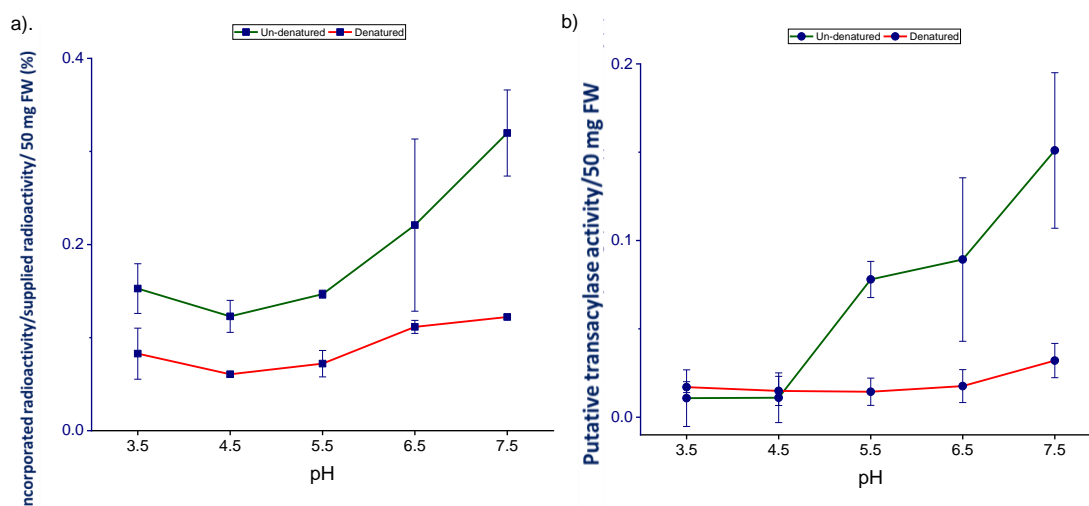 a).
Un-denatured Denatured
ncorporated radioactivity/supplied radioactivity/ 50 mg FW (%)
0.4
0.2
0.0
3.5 4.5 5.5 6.5 7.5
pH
b)
Un-denatured Denatured
Putative transacylase activity/50 mg FW
0.2
0.1
0.0
3.5 4.5 5.5 6.5 7.5
pH